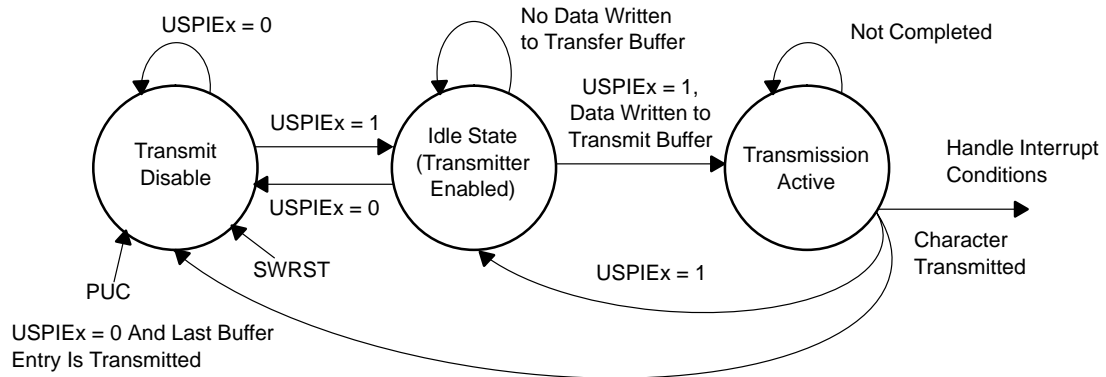 USPIEx = 0
No Data Written
to Transfer Buffer
Not Completed
USPIEx = 1
USPIEx = 1,
Data Written to
Transmit Buffer
Transmit
Disable
Idle State
(Transmitter
Enabled)
Transmission
Active
Handle Interrupt
Conditions
USPIEx = 0
Character
Transmitted
SWRST
USPIEx = 1
PUC
USPIEx = 0 And Last Buffer
Entry Is Transmitted